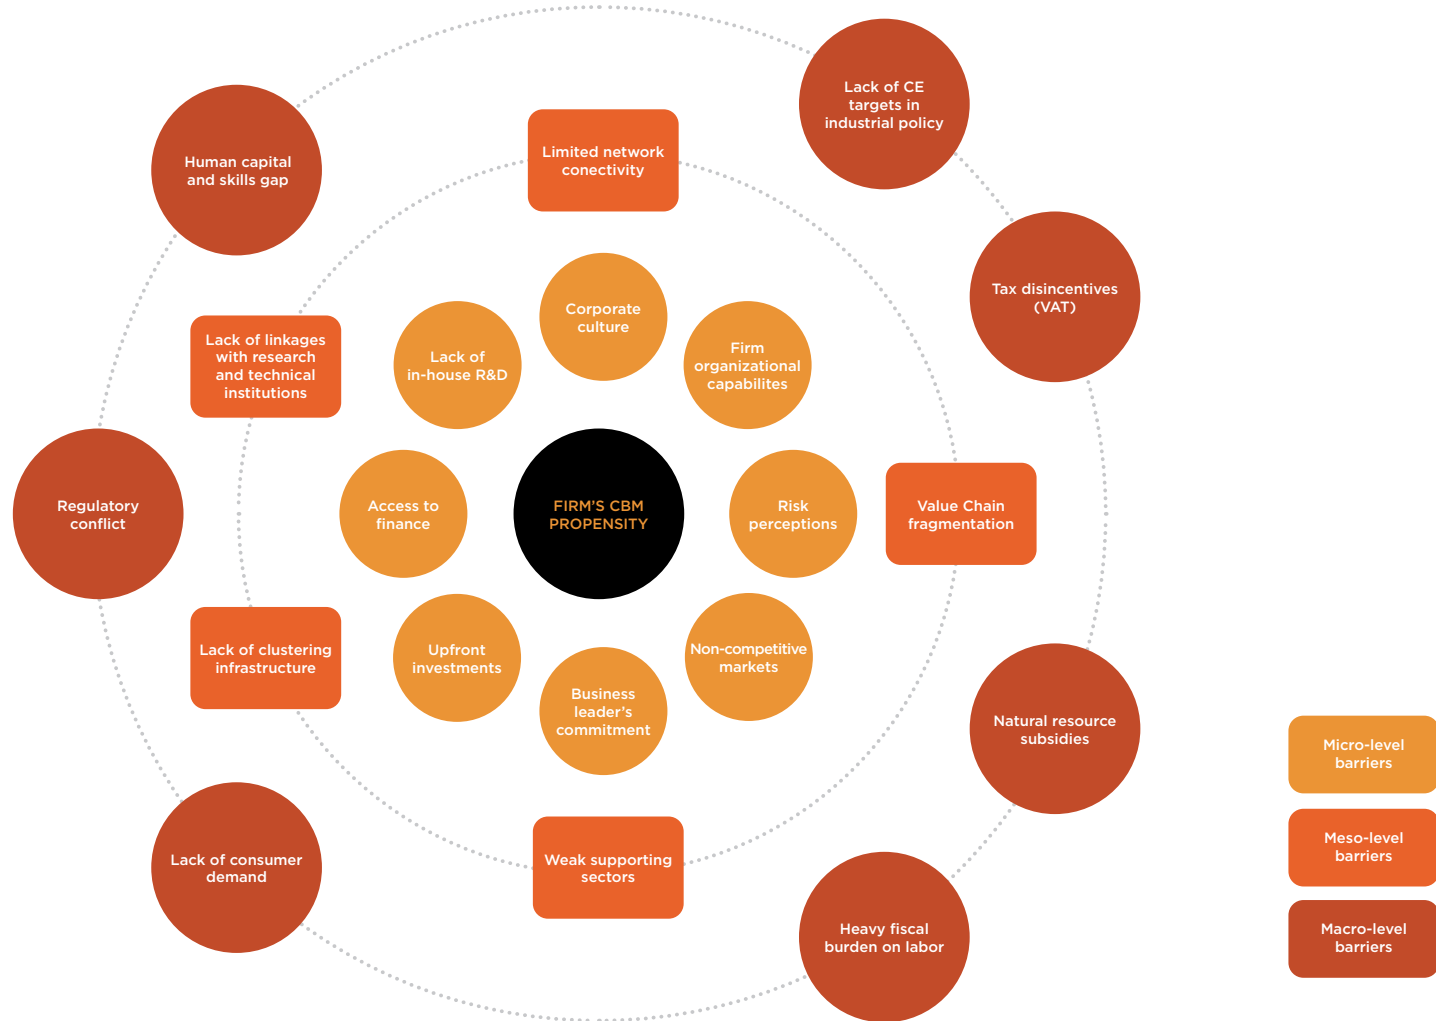 Lack of CE
targets in
industrial policy
Human capital
and skills gap
Limited network
conectivity
Tax disincentives
(VAT)
Corporate
culture
Lack of linkages
with research
and technical
institutions
Lack of
in-house R&D
Firm
organizational
capabilites
Regulatory
conflict
Access to
finance
FIRM'S CBM
PROPENSITY
Risk
perceptions
Value Chain
fragmentation
Lack of clustering
infrastructure
Upfront
investments
Business
leader's
commitment
Non-competitive
markets
Natural resource
subsidies
Lack of consumer
demand
Weak supporting
sectors
Heavy fiscal
burden on labor
Micro-level
barriers
Meso-level
barriers
Macro-level
barriers